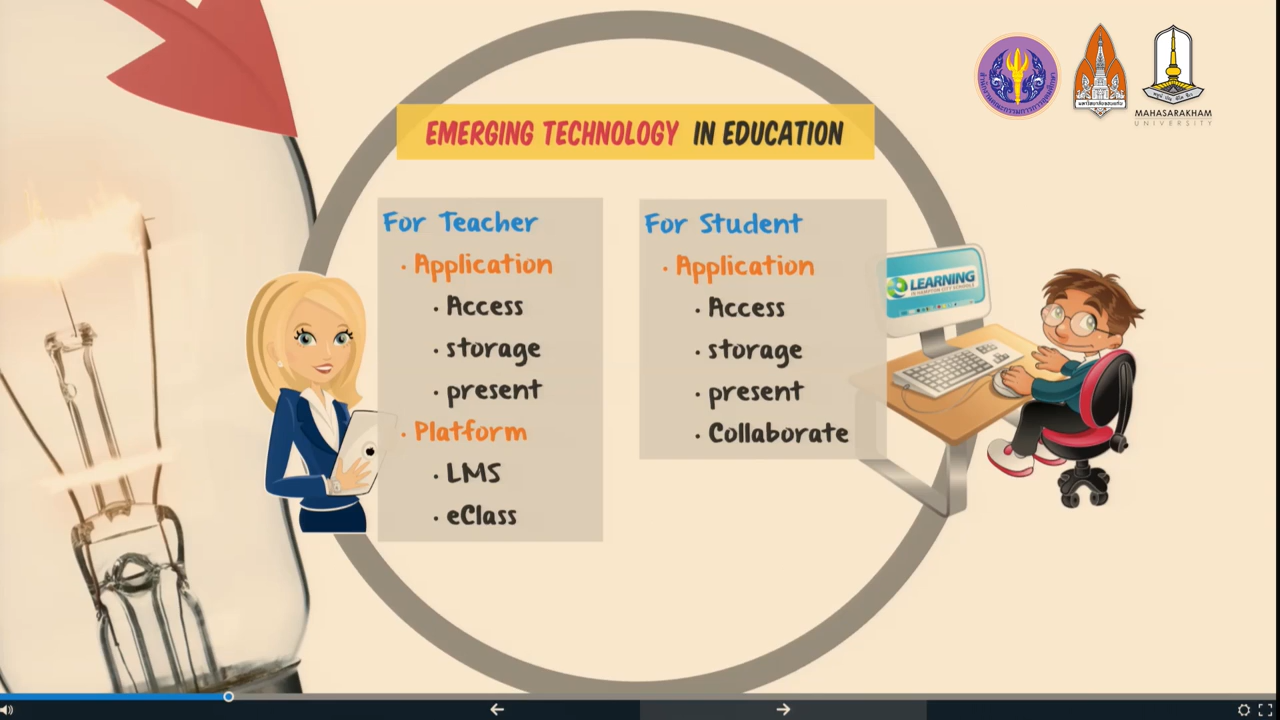 EMERGING TECHNOLOGY IN EDUCATION
MAHASARAKHAM
UNIVERSITY
For Teacher
· Application
· Access
· storage
· present
· Platform
· LMS
· eClass
For Student
· Application
· Access
· storage
· present
· Collaborate
LEARNING